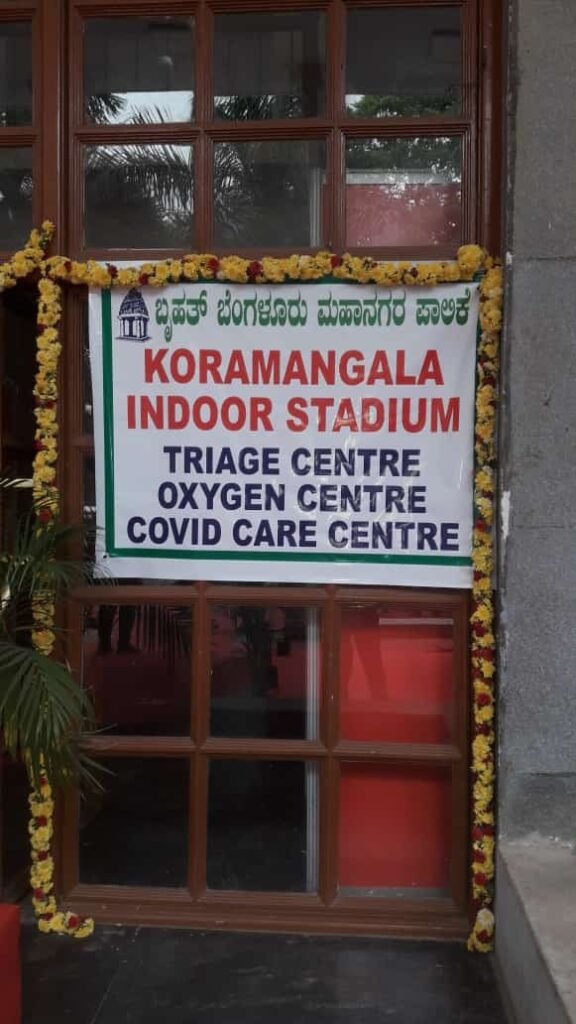 ಬೃಹತ್ ಬೆಂಗಳೂರು ಮಹಾನಗರ ಪಾಲಿಕೆ
KORAMANGALA
INDOOR STADIUM
TRIAGE CENTRE
OXYGEN CENTRE
COVID CARE CENTRE